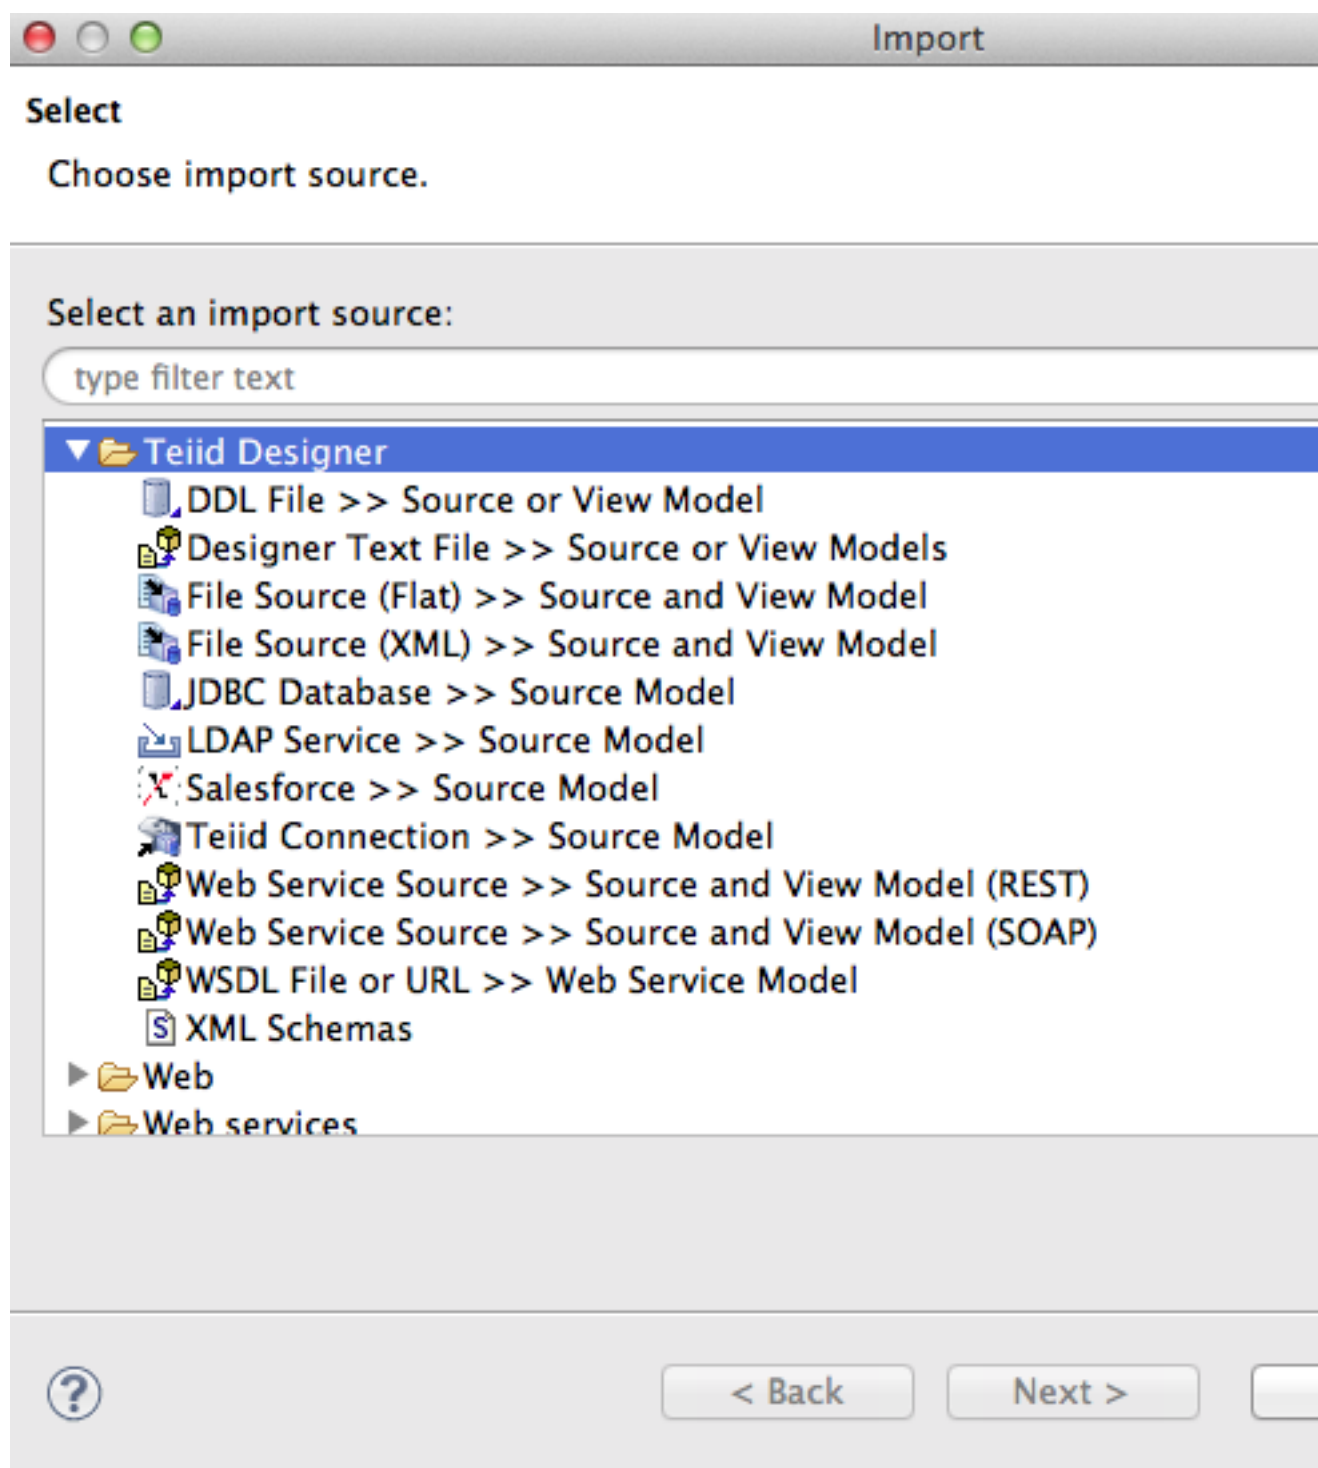 Import
Select
Choose import source.
Select an import source:
type filter text
Teiid Designer
DDL File >> Source or View Model
Designer Text File >> Source or View Models
File Source (Flat) >> Source and View Model
File Source (XML) >> Source and View Model
JDBC Database >> Source Model
LDAP Service >> Source Model
Salesforce >> Source Model
Teiid Connection >> Source Model
Web Service Source >> Source and View Model (REST)
Web Service Source >> Source and View Model (SOAP)
WSDL File or URL >> Web Service Model
XML Schemas
Web
Web services
? < Back Next >